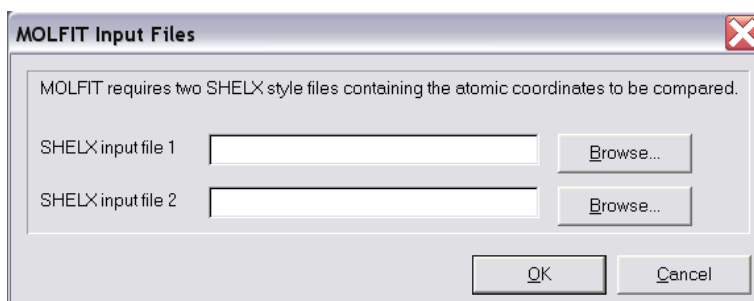 MOLFIT Input Files
MOLFIT requires two SHELX style files containing the atomic coordinates to be compared.
SHELX input file 1
Browse...
SHELX input file 2
Browse...
OK
Cancel